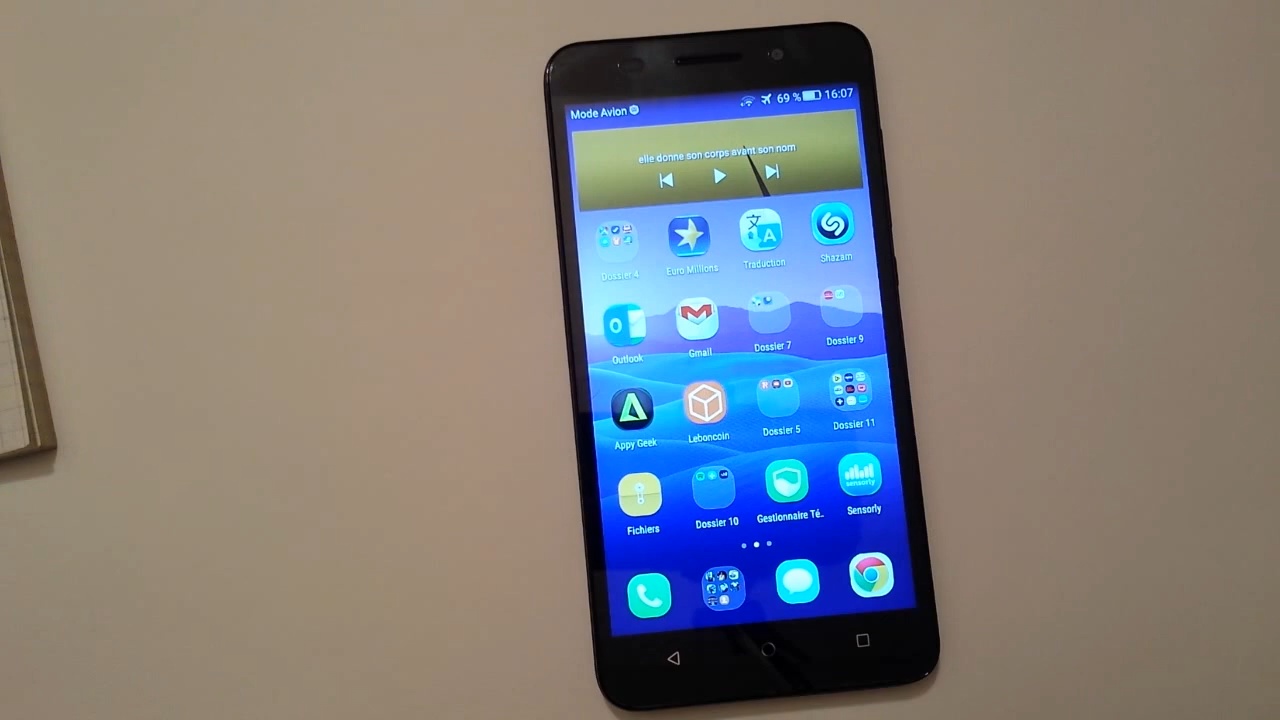 Mode Avion 69 % 16:07
elle donne son corps avant son nom
Dossier 4 Euro Millions Traduction Shazam
Outlook Gmail Dossier 7 Dossier 9
Appy Geek Leboncoin Dossier 5 Dossier 11
sensorly
Fichiers Dossier 10 Gestionnaire Té.. Sensorly